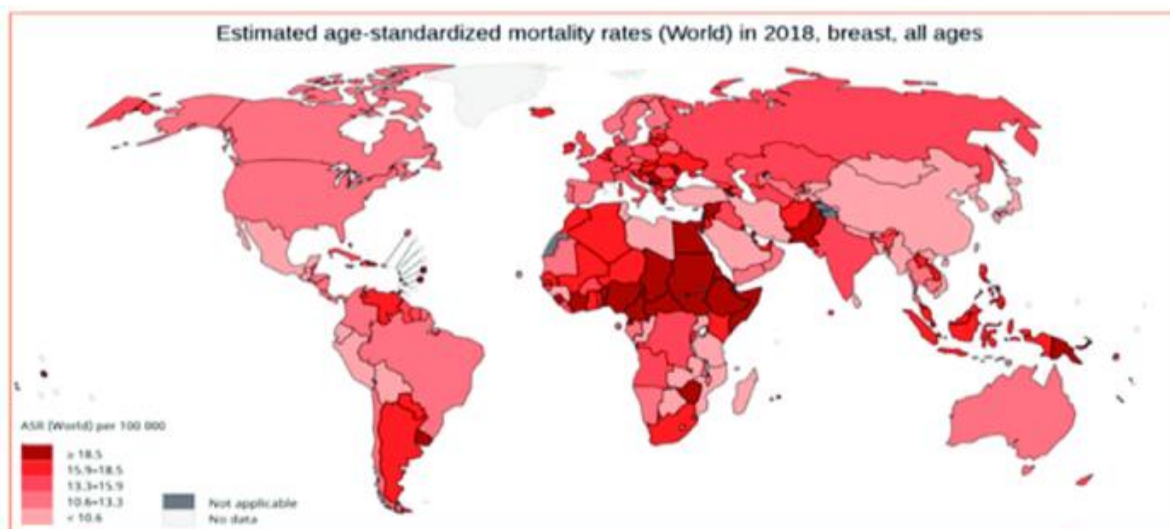 Estimated age-standardized mortality rates (World) in 2018, breast, all ages
ASR (World) per 100 000
≥ 18.5
15.9–18.5
13.3–15.9
10.6–13.3
< 10.6
Not applicable
No data